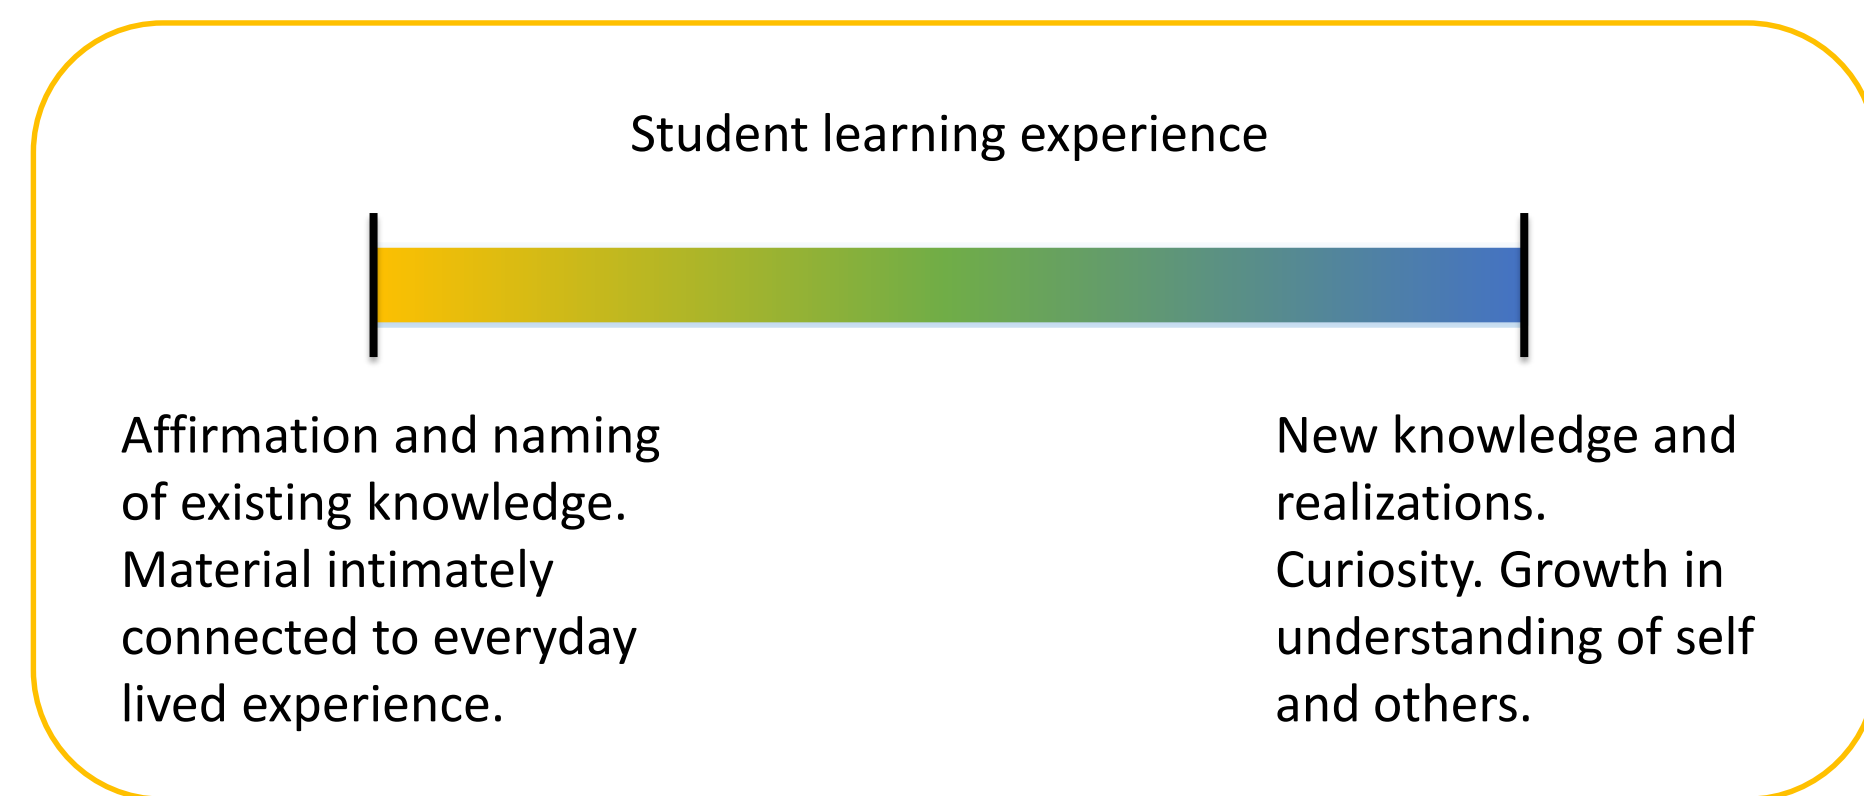 Student learning experience
Affirmation and naming
of existing knowledge.
Material intimately
connected to everyday
lived experience.
New knowledge and
realizations.
Curiosity. Growth in
understanding of self
and others.